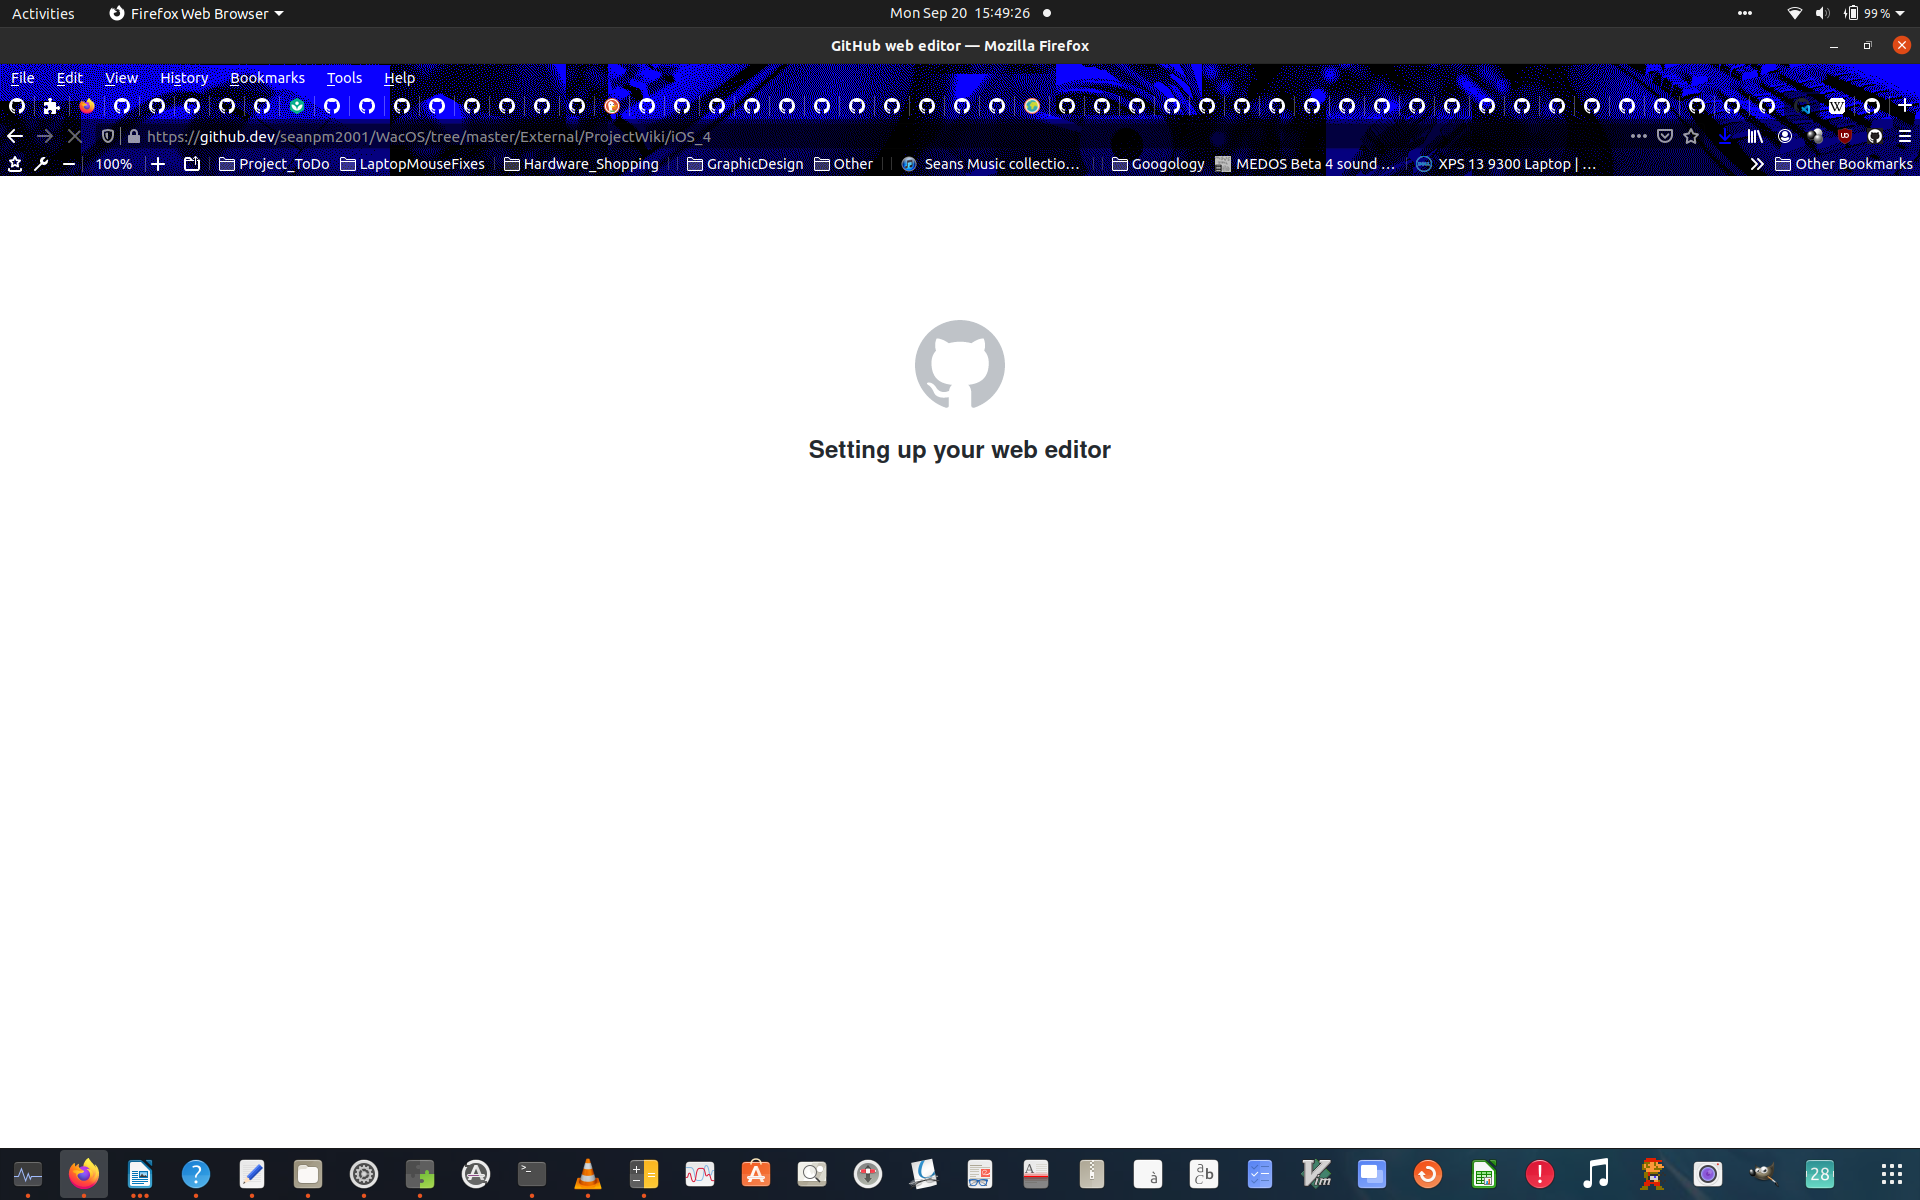 Activities Firefox Web Browser Mon Sep 20 15:49:26 99 %
GitHub web editor — Mozilla Firefox
File Edit View History Bookmarks Tools Help
W
https://github.dev/seanpm2001/WacOS/tree/master/External/ProjectWiki/iOS_4
100% Project_ToDo LaptopMouseFixes Hardware_Shopping GraphicDesign Other Seans Music collectio… Googology MEDOS Beta 4 sound … XPS 13 9300 Laptop | … Other Bookmarks
Setting up your web editor
28